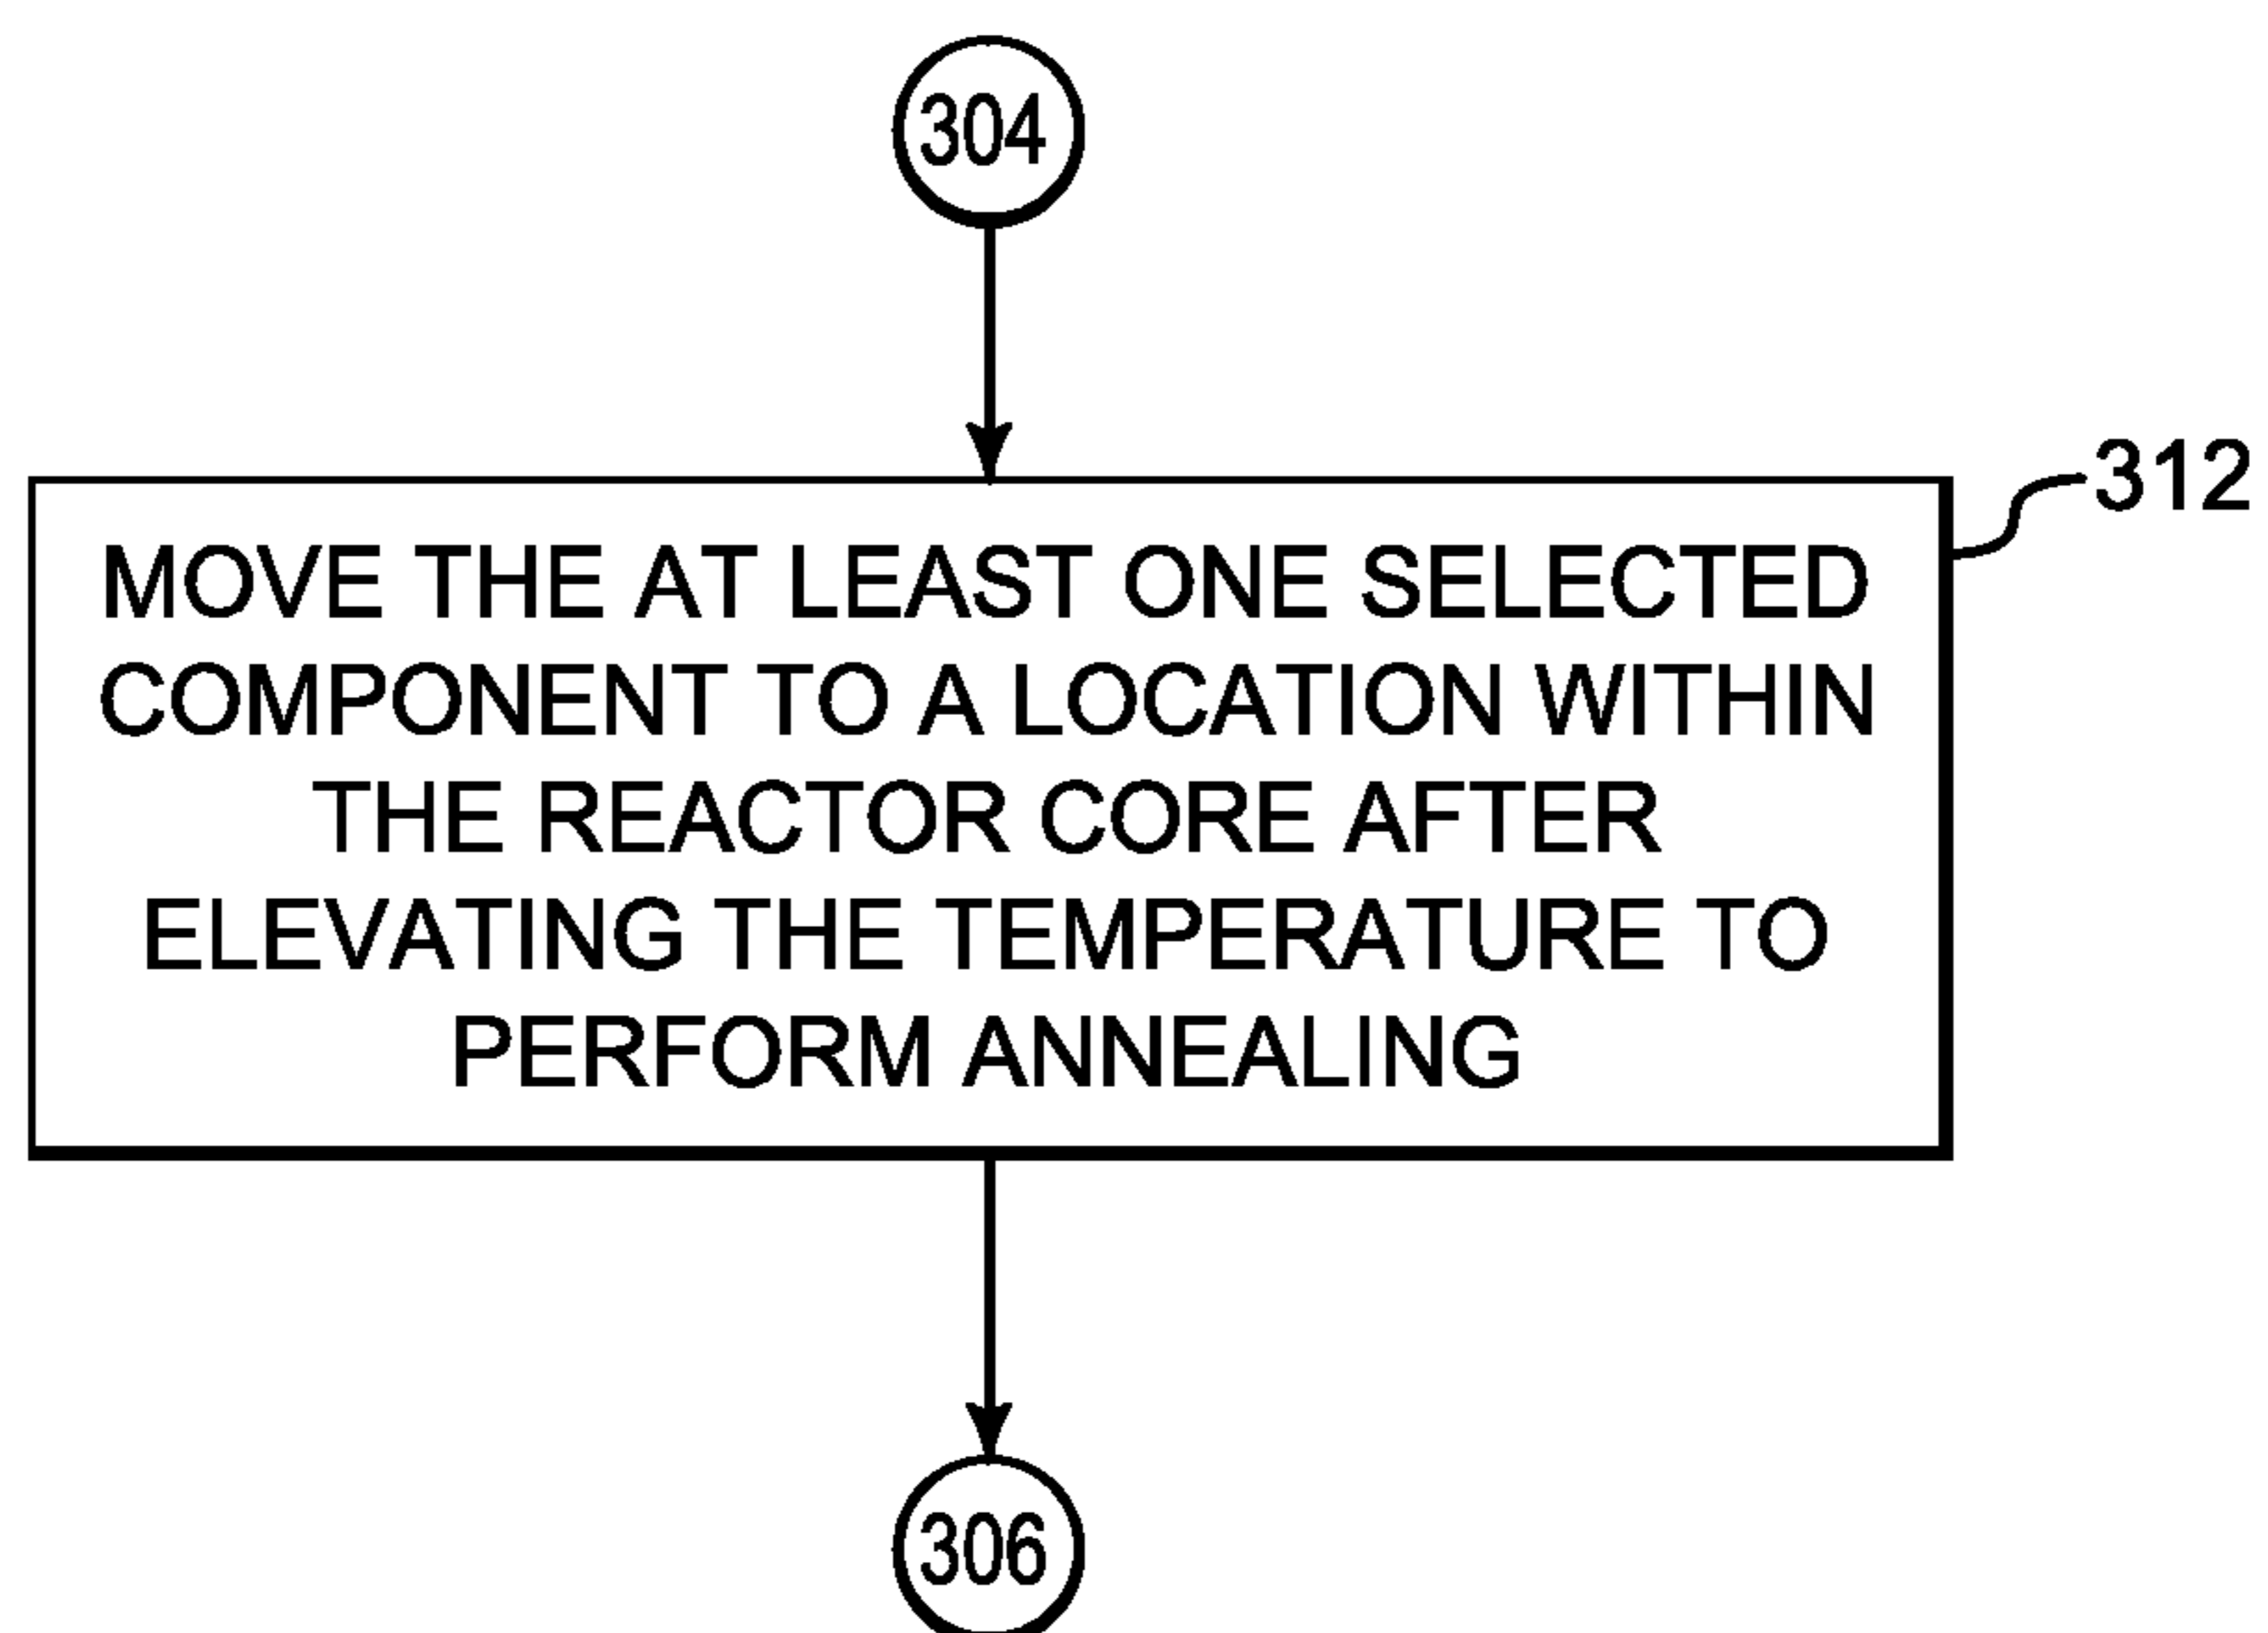 304
312
MOVE THE AT LEAST ONE SELECTED
COMPONENT TO A LOCATION WITHIN
THE REACTOR CORE AFTER
ELEVATING THE TEMPERATURE TO
PERFORM ANNEALING
306